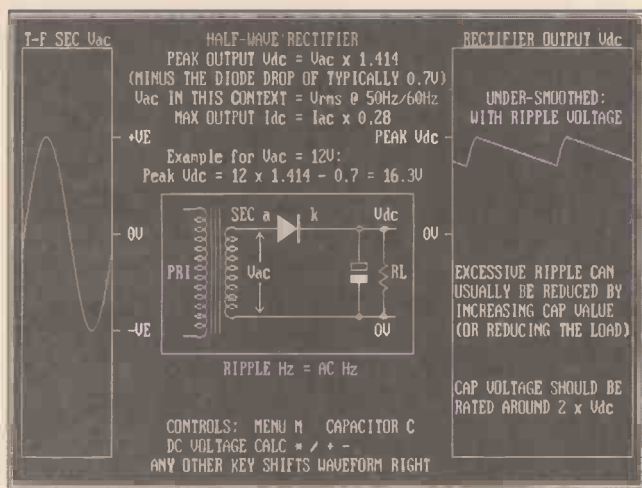 T-F SEC Vac
HALF-WAVE RECTIFIER
RECTIFIER OUTPUT Vdc
PEAK OUTPUT Vdc = Vac x 1.414
(MINUS THE DIODE DROP OF TYPICALLY 0.7V)
Vac IN THIS CONTEXT = Vrms @ 50Hz/60Hz
MAX OUTPUT Idc = Iac x 0.28
UNDER-SMOOTHED:
WITH RIPPLE VOLTAGE
+VE
PEAK Vdc
Example for Vac = 12V:
Peak Vdc = 12 x 1.414 - 0.7 = 16.3V
SEC a
k
Vdc
0V
0V
PRI
Vac
RL
0V
-VE
EXCESSIVE RIPPLE CAN
USUALLY BE REDUCED BY
INCREASING CAP VALUE
(OR REDUCING THE LOAD)
RIPPLE Hz = AC Hz
CAP VOLTAGE SHOULD BE
RATED AROUND 2 x Vdc
CONTROLS: MENU M CAPACITOR C
DC VOLTAGE CALC * / + -
ANY OTHER KEY SHIFTS WAVEFORM RIGHT